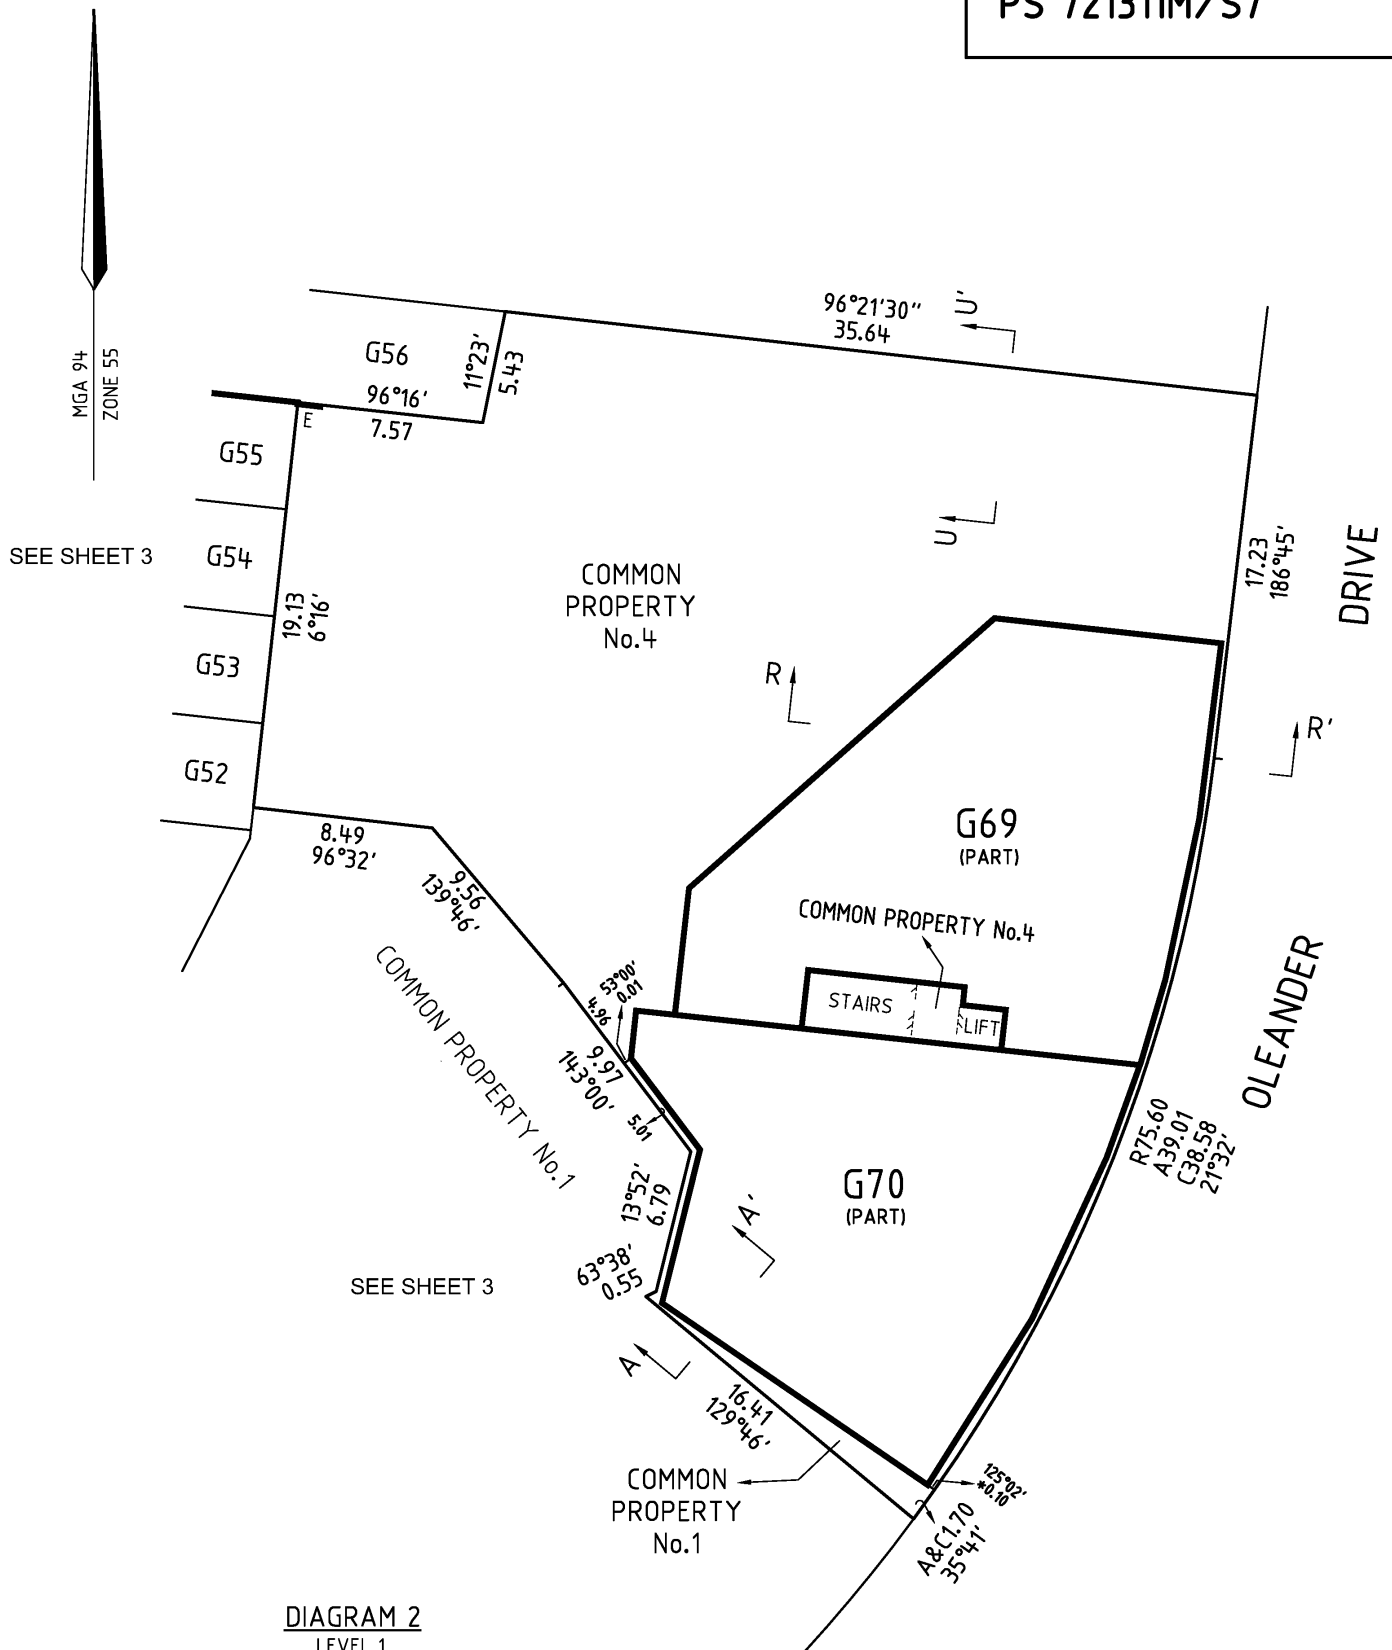 PS 721311M/S7
MGA 94
ZONE 55
96°21'30"
35.64
U'
G56
11°23'
5.43
96°16'
7.57
E
G55
G54
G53
G52
SEE SHEET 3
19.13
6°16'
U
17.23
186°45'
DRIVE
COMMON
PROPERTY
No.4
R
R'
G69
(PART)
8.49
96°32'
9.56
139°46'
COMMON PROPERTY No.4
STAIRS
LIFT
COMMON PROPERTY No.1
53°00'
0.01
4.96
9.97
143°00'
5.01
OLEANDER
R75.60
A39.01
C38.58
21°32'
G70
(PART)
13°52'
6.79
A'
63°38'
0.55
SEE SHEET 3
A
16.41
129°46'
COMMON
PROPERTY
No.1
125°02'
*0.10
A&C1.70
35°41'
DIAGRAM 2
LEVEL 1